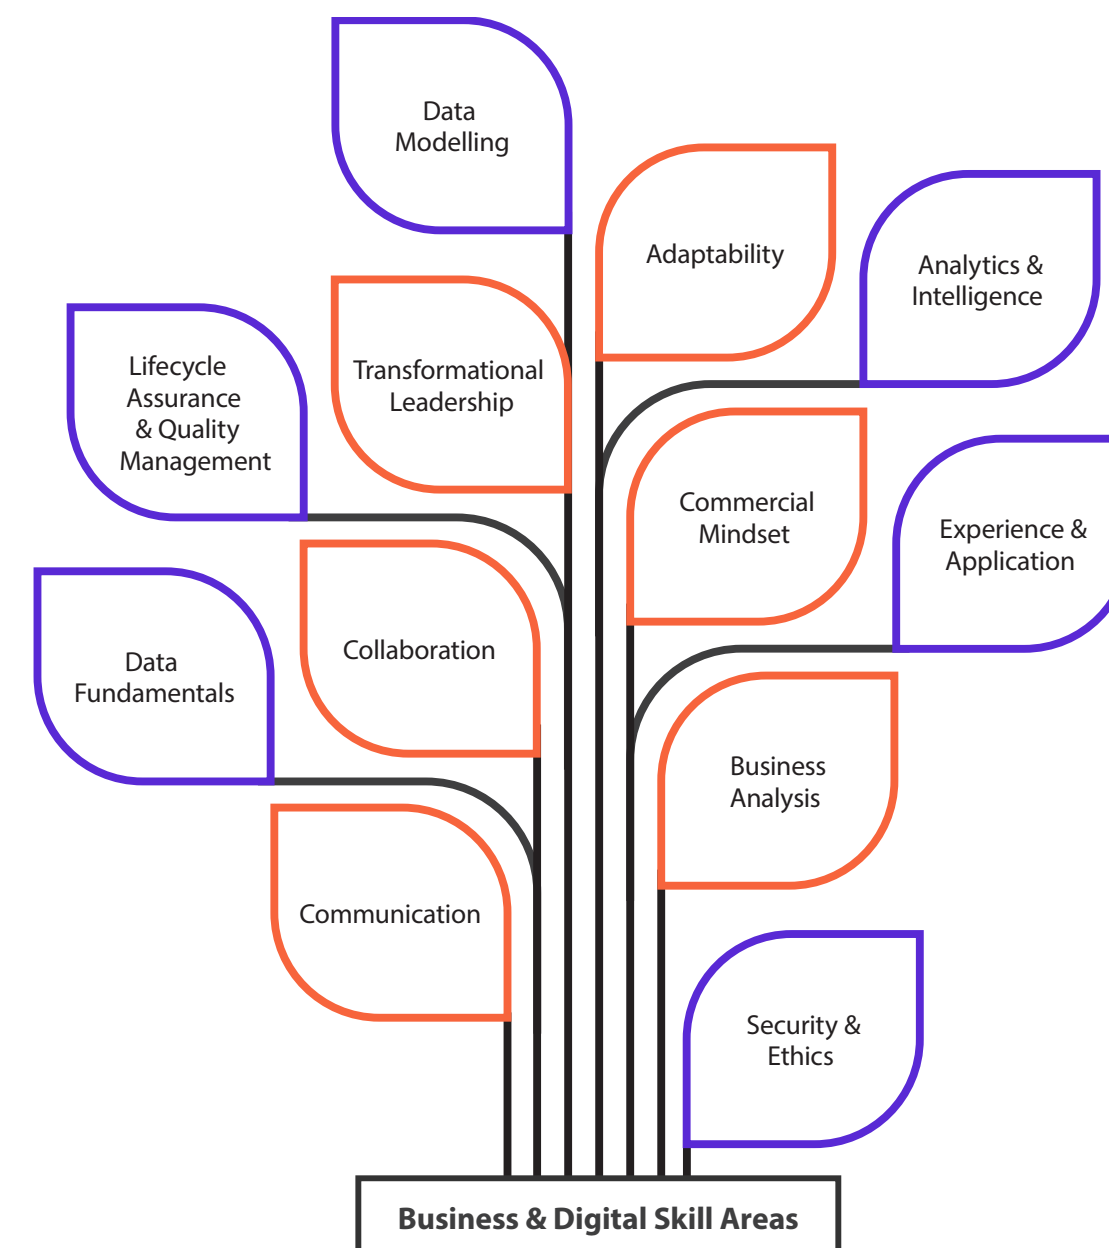 Data
Modelling
Adaptability
Analytics &
Intelligence
Lifecycle
Assurance
& Quality
Management
Transformational
Leadership
Commercial
Mindset
Experience &
Application
Collaboration
Data
Fundamentals
Business
Analysis
Communication
Security &
Ethics
Business & Digital Skill Areas